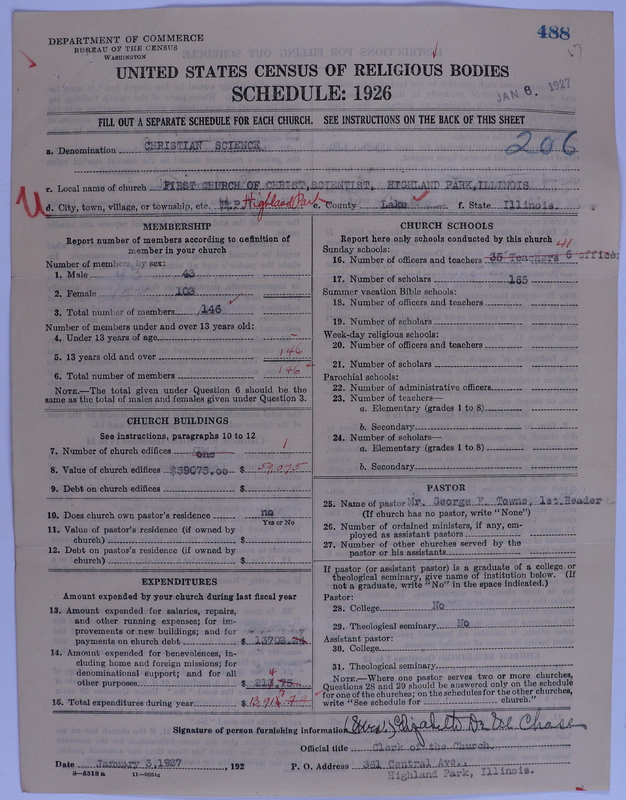 488
DEPARTMENT OF COMMERCE
BUREAU OF THE CENSUS
WASHINGTON
UNITED STATES CENSUS OF RELIGIOUS BODIES
SCHEDULE: 1926
JAN 6. 1927
FILL OUT A SEPARATE SCHEDULE FOR EACH CHURCH. SEE INSTRUCTIONS ON THE BACK OF THIS SHEET
206
a. Denomination CHRISTIAN SCIENCE
c. Local name of church FIRST CHURCH OF CHRIST, SCIENTIST, HIGHLAND PARK, ILLINOIS
d. City, town, village, or township, etc. H.P. Highland Park e. County Lake f. State Illinois.
MEMBERSHIP
Report number of members according to definition of
member in your church
Number of members, by sex:
1. Male 43
2. Female 103
3. Total number of members 146
Number of members under and over 13 years old:
4. Under 13 years of age –
5. 13 years old and over 146
6. Total number of members 146
NOTE.—The total given under Question 6 should be
same as the total of males and females given under Question 3.
CHURCH BUILDINGS
See instructions, paragraphs 10 to 12
7. Number of church edifices one 1
8. Value of church edifices $59075.00 $ 59,075
9. Debt on church edifices $
10. Does church own pastor's residence no
Yes or No
11. Value of pastor's residence (if owned by
church) $
12. Debt on pastor's residence (if owned by
church) $
EXPENDITURES
Amount expended by your church during last fiscal year
13. Amount expended for salaries, repairs,
and other running expenses; for im-
provements or new buildings; and for
payments on church debt $ 13702.24
14. Amount expended for benevolences, in-
cluding home and foreign missions; for
denominational support; and for all
other purposes $ 213.75 4
15. Total expenditures during year $
CHURCH SCHOOLS
Report here only schools conducted by this church
Sunday schools: 41
16. Number of officers and teachers 35 Teachers 6 offices
17. Number of scholars 165
Summer vacation Bible schools:
18. Number of officers and teachers
19. Number of scholars
Week-day religious schools:
20. Number of officers and teachers
21. Number of scholars
Parochial schools:
22. Number of administrative officers
23. Number of teachers—
a. Elementary (grades 1 to 8)
b. Secondary
24. Number of scholars—
a. Elementary (grades 1 to 8)
b. Secondary
PASTOR
25. Name of pastor Mr. George F. Towns, 1st.Reader
(If church has no pastor, write "None")
26. Number of ordained ministers, if any, em-
ployed as assistant pastors
27. Number of other churches served by the
pastor or his assistants
If pastor (or assistant pastor) is a graduate of a college or
theological seminary, give name of institution below. (If
not a graduate, write "No" in the space indicated.)
Pastor:
28. College No
29. Theological seminary No
Assistant pastor:
30. College
31. Theological seminary
NOTE.—Where one pastor serves two or more churches,
Questions 28 and 29 should be answered only on the schedule
for one of the churches; on the schedules for the other churches,
write "See schedule for church."
Signature of person furnishing information (Mrs.) Elizabeth Chase
Official title Clerk of the Church.
Date January 3, 1927 , 192 P. O. Address 381 Central Ave.,
8—5518 a Highland Park, Illinois.